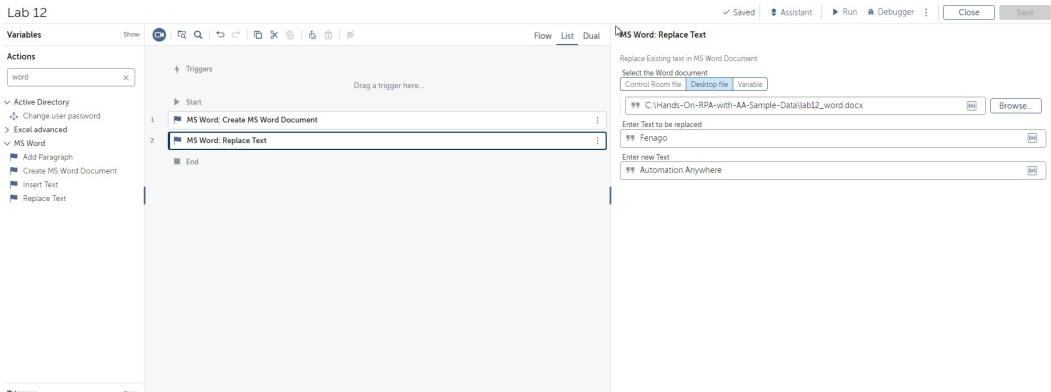 Lab 12
Saved
Assistant
Run
Debugger
Close
Save
Variables
Show
Actions
word
Active Directory
Change user password
Excel advanced
MS Word
Add Paragraph
Create MS Word Document
Insert Text
Replace Text
Flow
List
Dual
Triggers
Drag a trigger here...
Start
1
MS Word: Create MS Word Document
2
MS Word: Replace Text
End
MS Word: Replace Text
Replace Existing text in MS Word Document
Select the Word document
Control Room file
Desktop file
Variable
C:\Hands-On-RPA-with-AA-Sample-Data\lab12_word.docx
(x)
Browse...
Enter Text to be replaced
Fenago
(x)
Enter new Text
Automation Anywhere
(x)